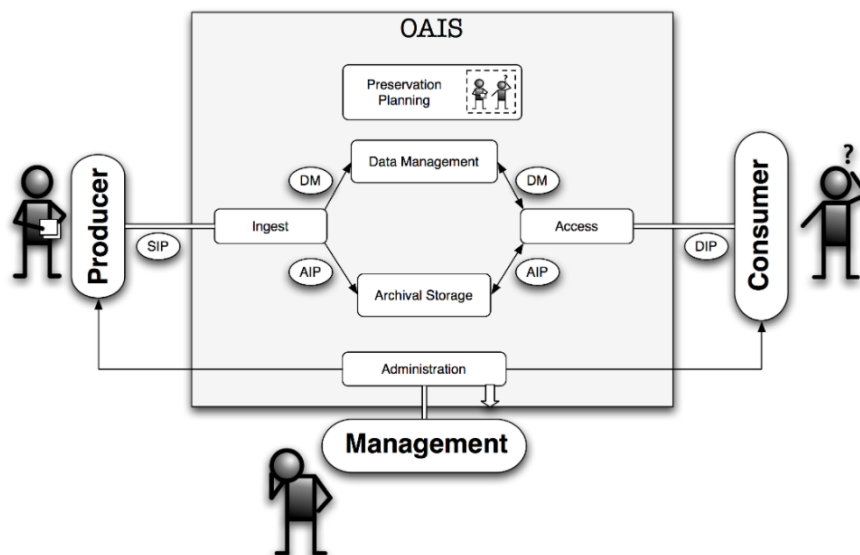 OAIS
Preservation
Planning
?
Data Management
DM
DM
?
Producer
SIP
Ingest
Access
DIP
Consumer
AIP
AIP
Archival Storage
Administration
Management